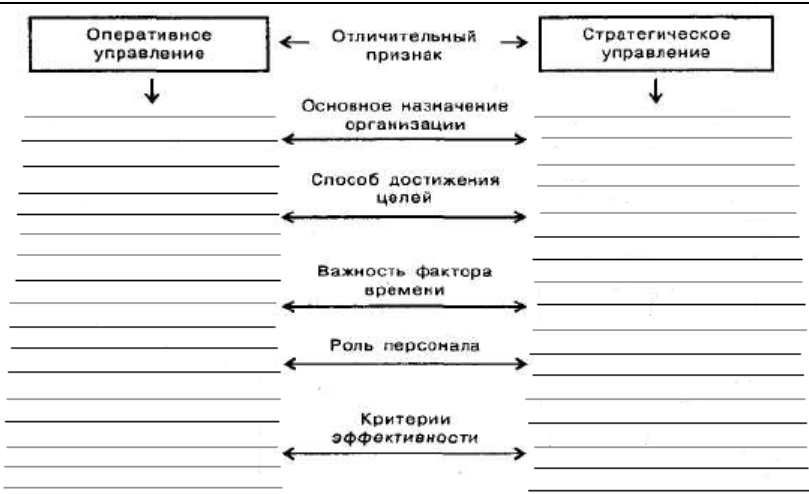 Оперативное
управление
Отличительный
признак
Стратегическое
управление
Основное назначение
организации
Способ достижения
целей
Важность фактора
времени
Роль персонала
Критерии
эффективности